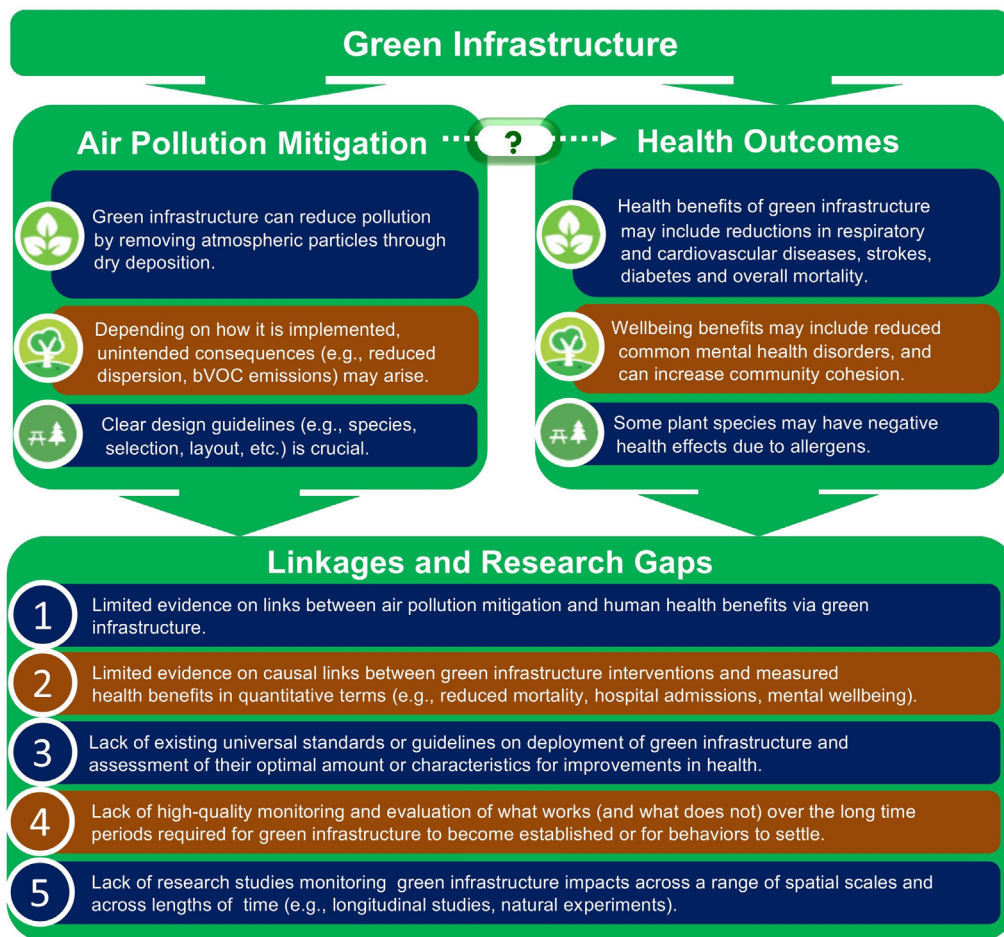 Green Infrastructure
Air Pollution Mitigation
?
Health Outcomes
Green infrastructure can reduce pollution
by removing atmospheric particles through
dry deposition.
Depending on how it is implemented,
unintended consequences (e.g., reduced
dispersion, bVOC emissions) may arise.
Clear design guidelines (e.g., species,
selection, layout, etc.) is crucial.
Health benefits of green infrastructure
may include reductions in respiratory
and cardiovascular diseases, strokes,
diabetes and overall mortality.
Wellbeing benefits may include reduced
common mental health disorders, and
can increase community cohesion.
Some plant species may have negative
health effects due to allergens.
Linkages and Research Gaps
1
Limited evidence on links between air pollution mitigation and human health benefits via green
infrastructure.
2
Limited evidence on causal links between green infrastructure interventions and measured
health benefits in quantitative terms (e.g., reduced mortality, hospital admissions, mental wellbeing).
3
Lack of existing universal standards or guidelines on deployment of green infrastructure and
assessment of their optimal amount or characteristics for improvements in health.
4
Lack of high-quality monitoring and evaluation of what works (and what does not) over the long time
periods required for green infrastructure to become established or for behaviors to settle.
5
Lack of research studies monitoring green infrastructure impacts across a range of spatial scales and
across lengths of time (e.g., longitudinal studies, natural experiments).